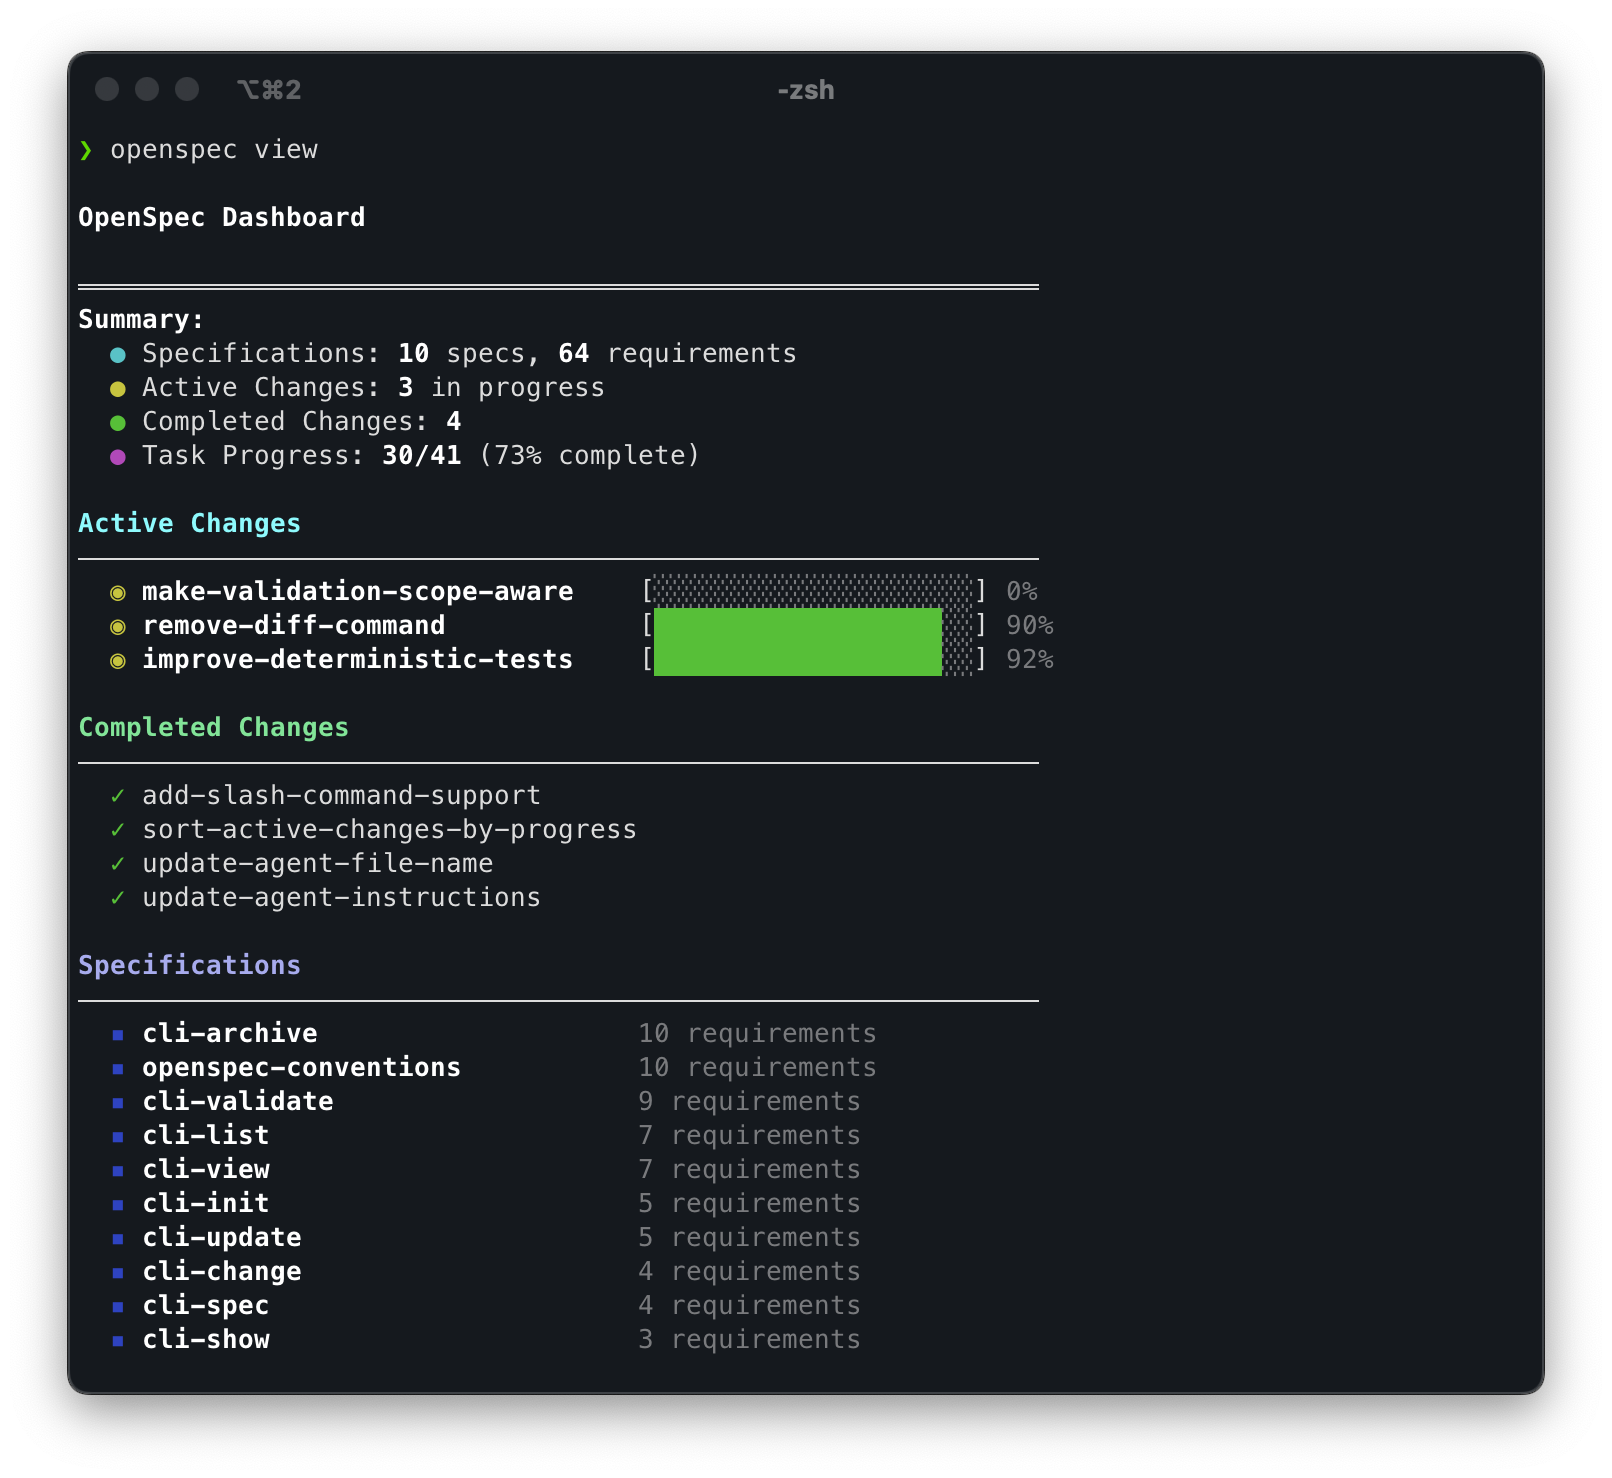 ⌥⌘2 -zsh
❯ openspec view
OpenSpec Dashboard
Summary:
● Specifications: 10 specs, 64 requirements
● Active Changes: 3 in progress
● Completed Changes: 4
● Task Progress: 30/41 (73% complete)
Active Changes
◉ make-validation-scope-aware [░░░░░░░░░░░░░░░░░░░░] 0%
◉ remove-diff-command [██████████████████░░] 90%
◉ improve-deterministic-tests [██████████████████░░] 92%
Completed Changes
✓ add-slash-command-support
✓ sort-active-changes-by-progress
✓ update-agent-file-name
✓ update-agent-instructions
Specifications
▪ cli-archive 10 requirements
▪ openspec-conventions 10 requirements
▪ cli-validate 9 requirements
▪ cli-list 7 requirements
▪ cli-view 7 requirements
▪ cli-init 5 requirements
▪ cli-update 5 requirements
▪ cli-change 4 requirements
▪ cli-spec 4 requirements
▪ cli-show 3 requirements